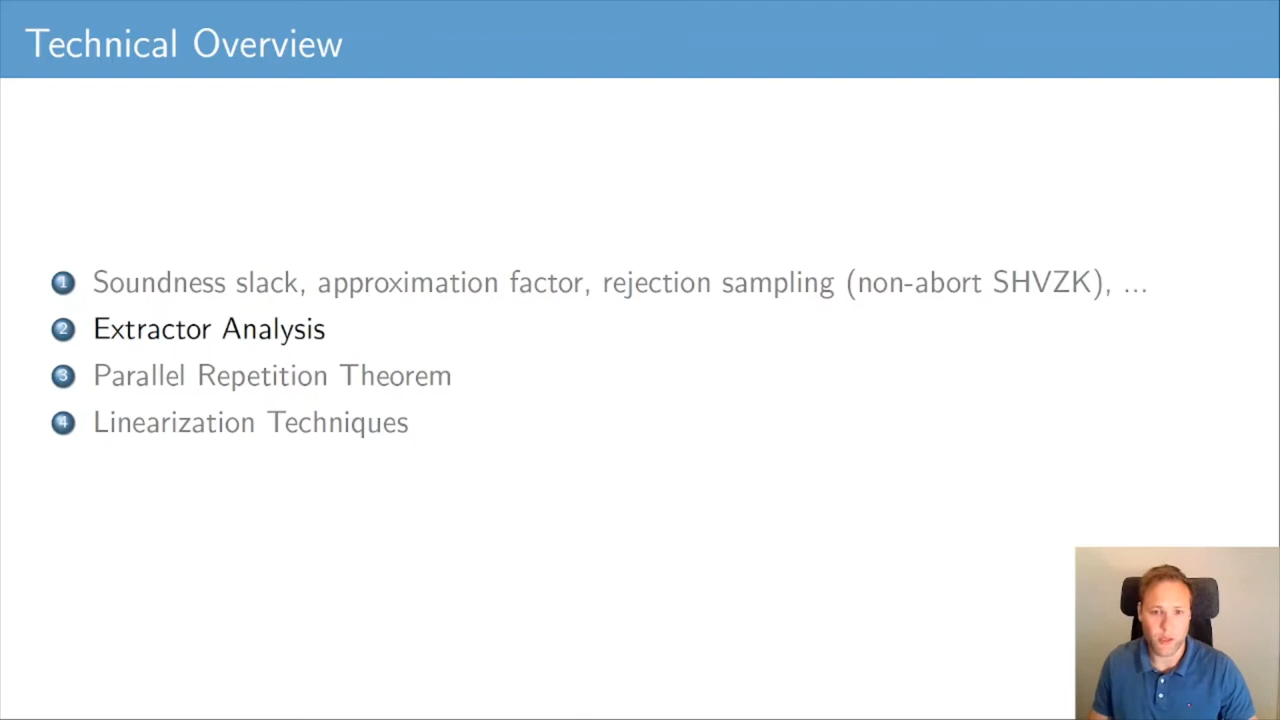 Technical Overview
1 Soundness slack, approximation factor, rejection sampling (non-abort SHVZK), ...
2 Extractor Analysis
3 Parallel Repetition Theorem
4 Linearization Techniques